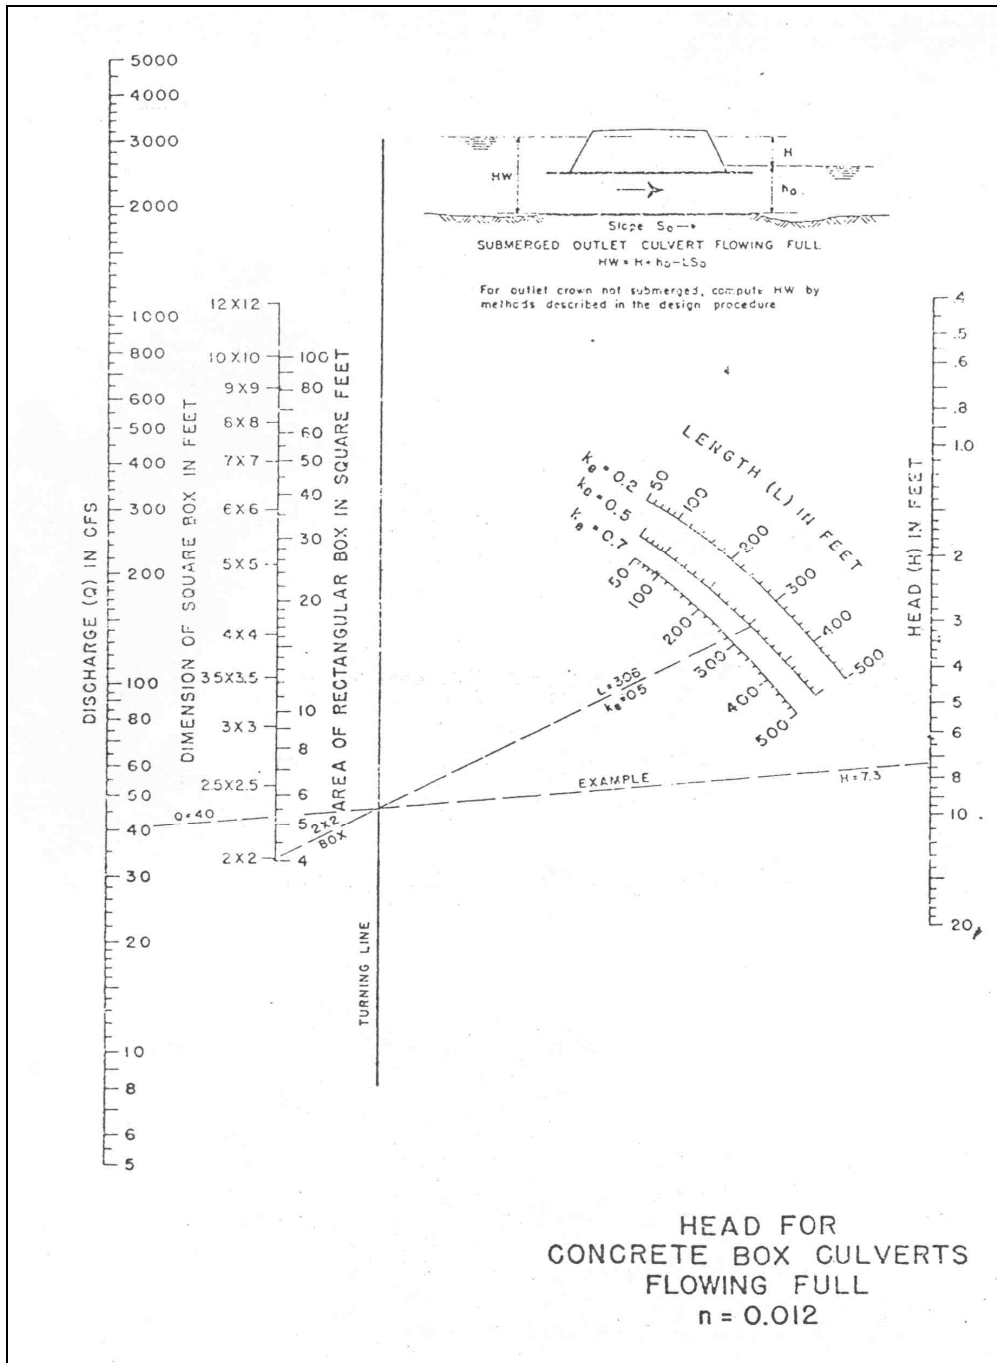 5000
4000
3000
2000
1000
800
600
500
400
300
200
100
80
60
50
40
30
20
10
8
6
5
DISCHARGE (Q) IN CFS
DIMENSION OF SQUARE BOX IN FEET
12X12
10X10
9X9
7X7
6X6
5X5
4X4
3.5X3.5
3X3
2.5X2.5
2X2
100
80
60
50
40
30
20
10
8
6
5
4
AREA OF RECTANGULAR BOX IN SQUARE FEET
TURNING LINE
HW
H
ho
Slope So→
SUBMERGED OUTLET CULVERT FLOWING FULL
HW = H + ho-LSo
For outlet crown not submerged, compute HW by
methods described in the design procedure
LENGTH (L) IN FEET
ke = 0.2
50
100
200
300
400
500
ke = 0.5
ke = 0.7
50
100
200
300
400
500
L=306
ke=05
Q=40
2X2
BOX
EXAMPLE
H=7.3
HEAD (H) IN FEET
.4
.5
.6
.8
1.0
2
3
4
5
6
8
10
20
HEAD FOR
CONCRETE BOX CULVERTS
FLOWING FULL
n = 0.012